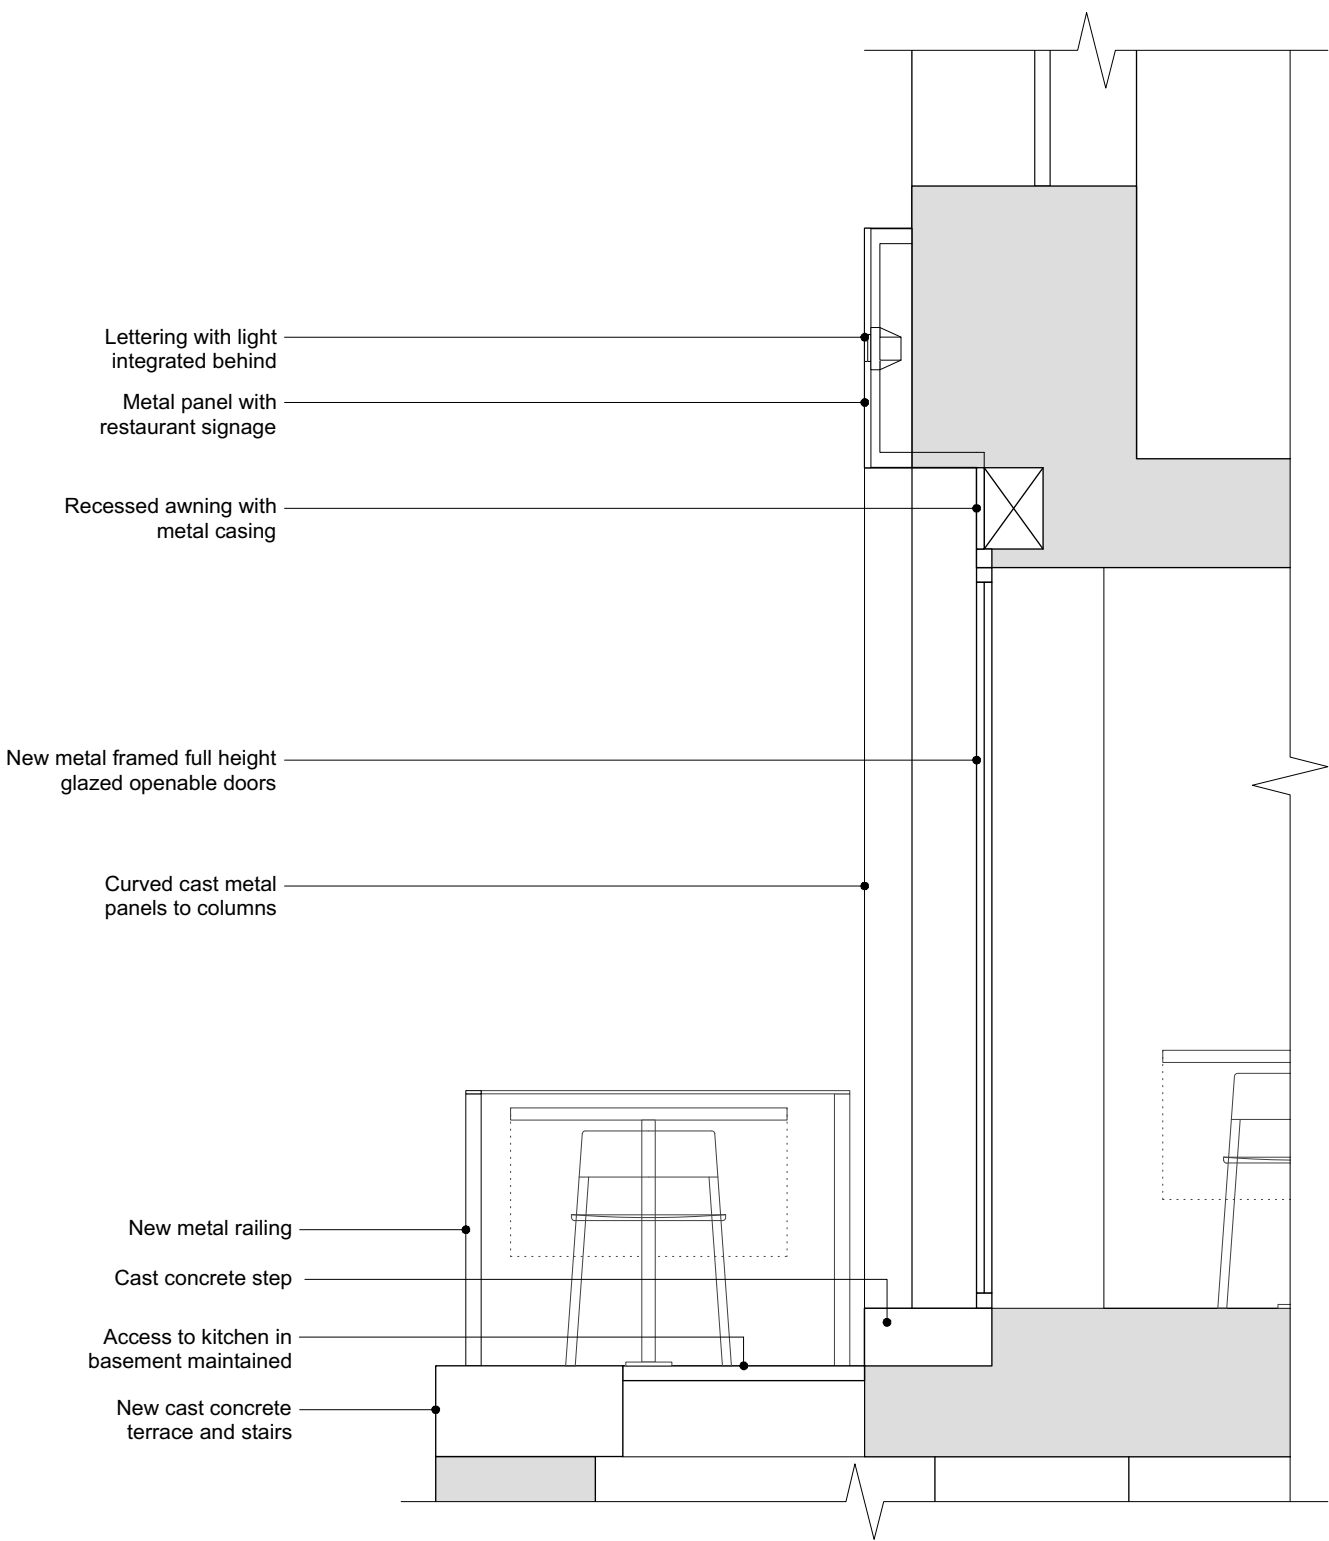 Lettering with light
integrated behind
Metal panel with
restaurant signage
Recessed awning with
metal casing
New metal framed full height
glazed openable doors
Curved cast metal
panels to columns
New metal railing
Cast concrete step
Access to kitchen in
basement maintained
New cast concrete
terrace and stairs